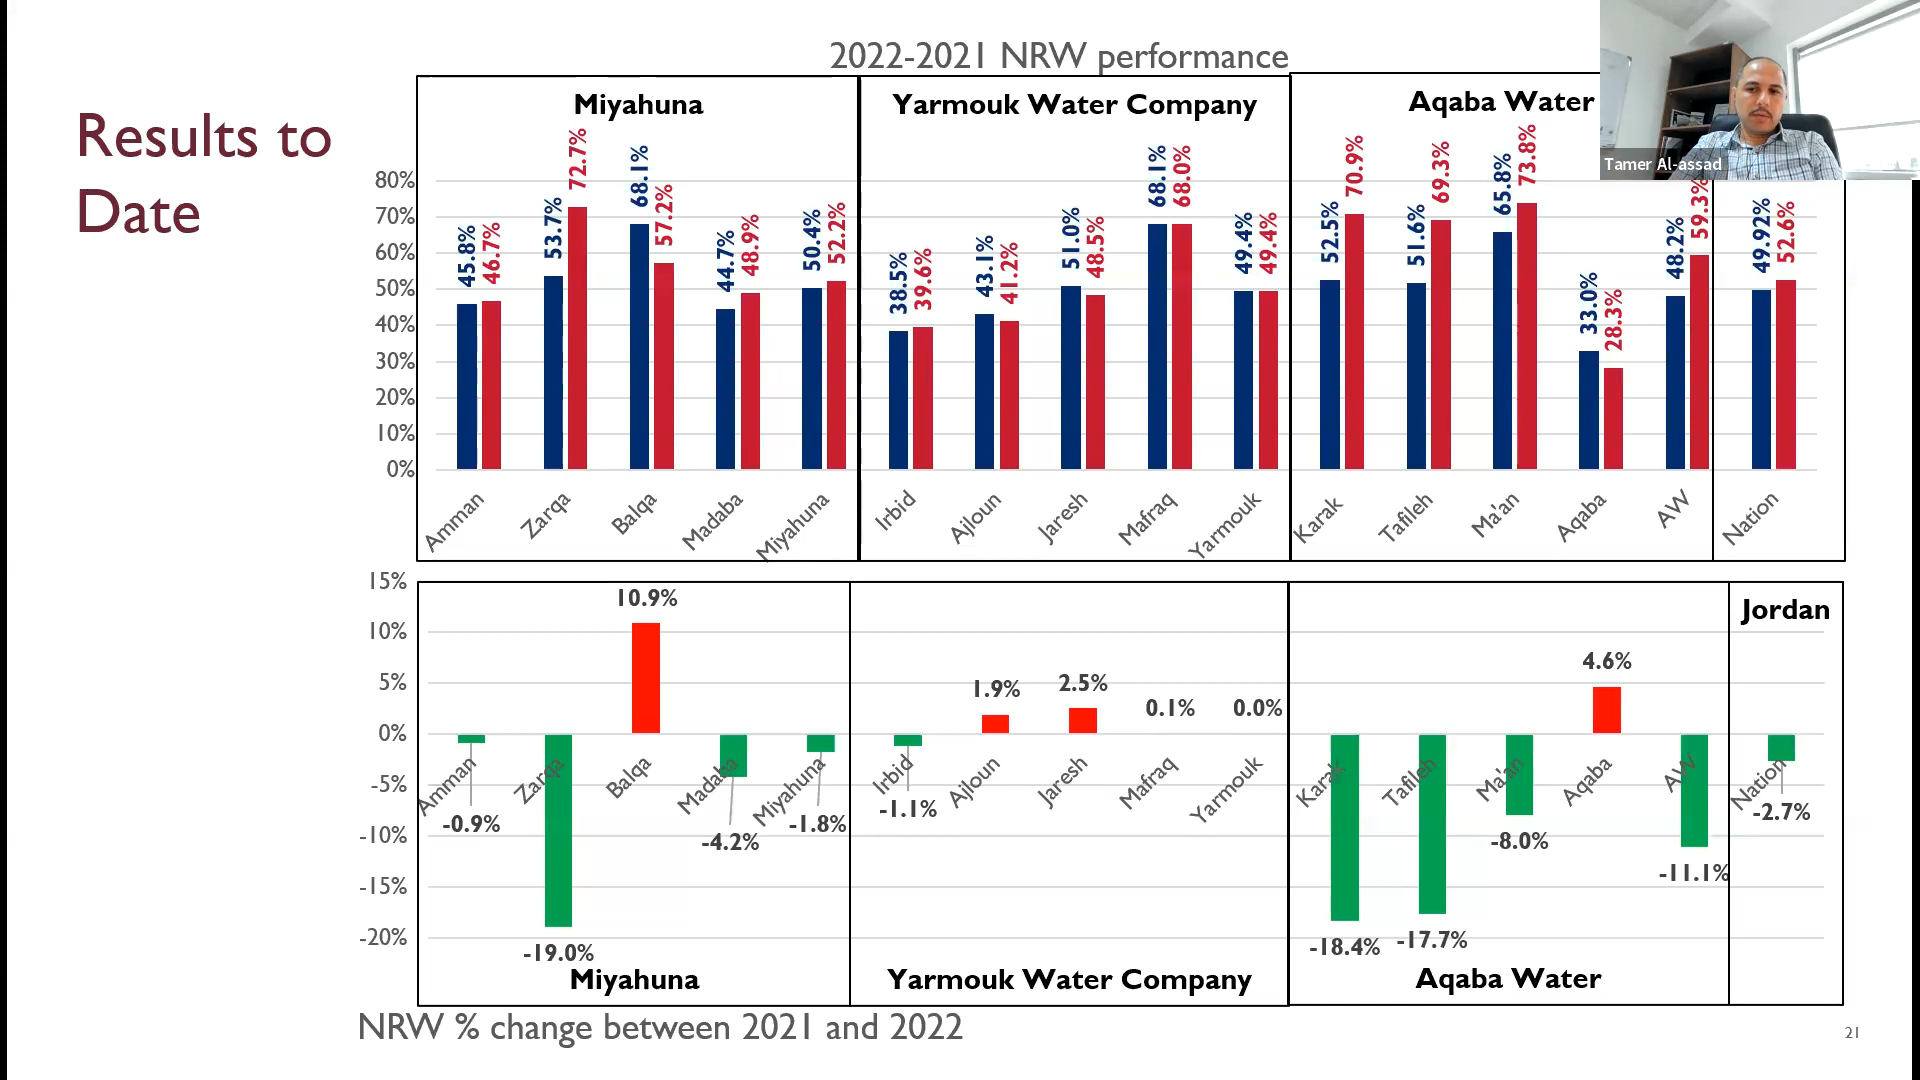 2022-2021 NRW performance
Results to
Date
Miyahuna
Yarmouk Water Company
Aqaba Water
Tamer Al-assad
80%
70%
60%
50%
40%
30%
20%
10%
0%
45.8% 46.7% 53.7% 72.7% 68.1% 57.2% 44.7% 48.9% 50.4% 52.2%
38.5% 39.6% 43.1% 41.2% 51.0% 48.5% 68.1% 68.0% 49.4% 49.4%
52.5% 70.9% 51.6% 69.3% 65.8% 73.8% 33.0% 28.3% 48.2% 59.3%
49.92% 52.6%
Amman Zarqa Balqa Madaba Miyahuna
Irbid Ajloun Jaresh Mafraq Yarmouk
Karak Tafileh Ma'an Aqaba AW
Nation
15%
10%
5%
0%
-5%
-10%
-15%
-20%
Jordan
-0.9% -19.0% 10.9% -4.2% -1.8%
-1.1% 1.9% 2.5% 0.1% 0.0%
-18.4% -17.7% -8.0% 4.6% -11.1%
-2.7%
Amman Zarqa Balqa Madaba Miyahuna
Irbid Ajloun Jaresh Mafraq Yarmouk
Karak Tafileh Ma'an Aqaba AW
Nation
Miyahuna
Yarmouk Water Company
Aqaba Water
NRW % change between 2021 and 2022
21